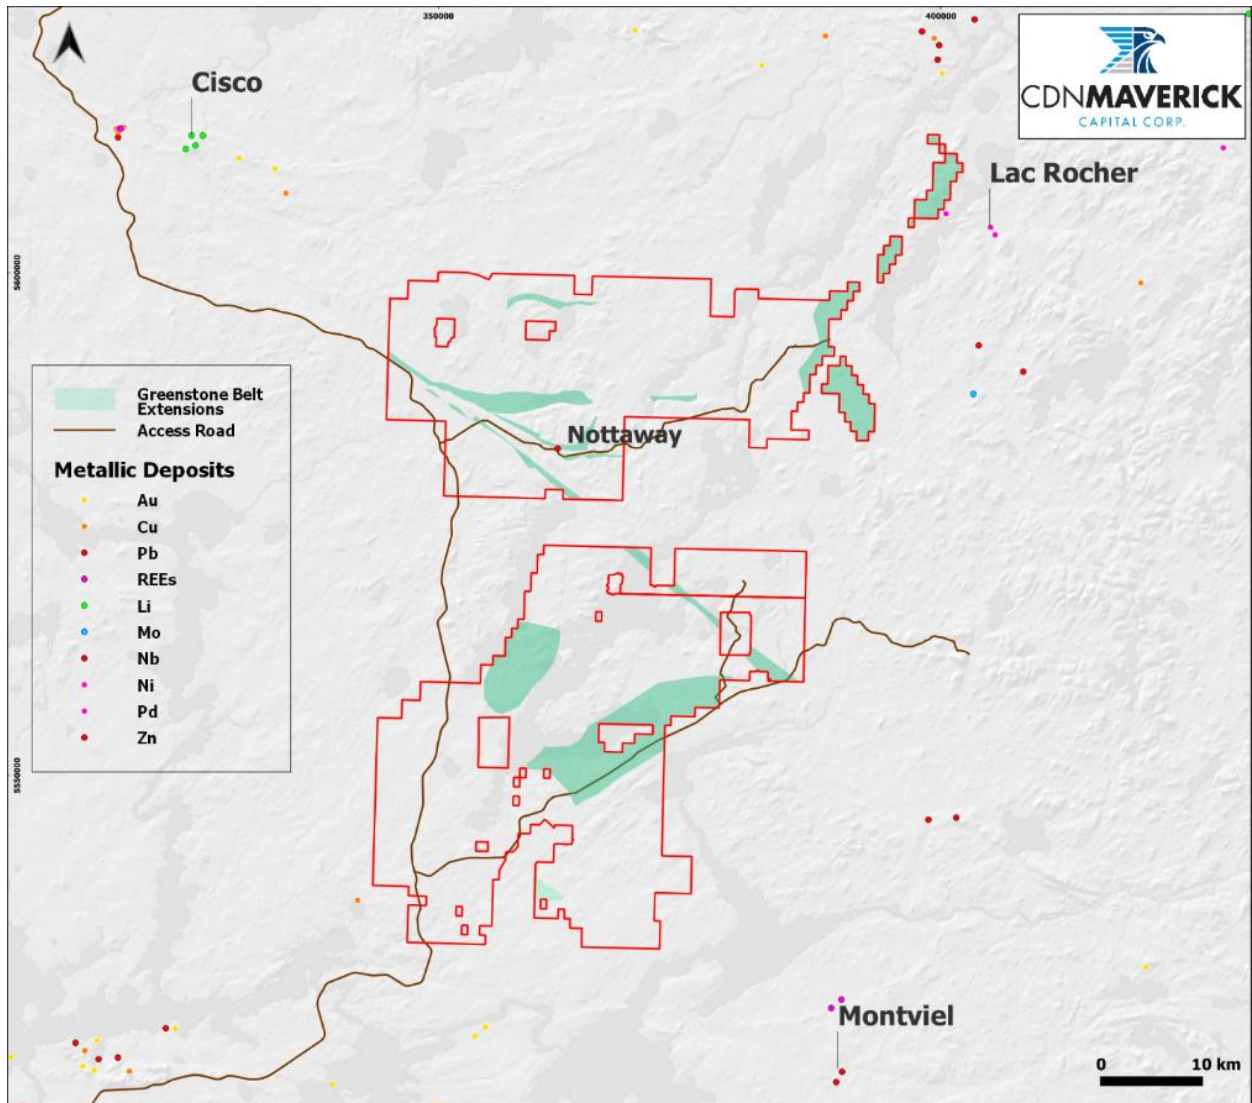 350000
400000
CDNMAVERICK
CAPITAL CORP.
Cisco
Lac Rocher
5600000
Greenstone Belt
Extensions
Access Road
Nottaway
Metallic Deposits
Au
Cu
Pb
REEs
Li
Mo
Nb
Ni
Pd
Zn
5550000
Montviel
0 10 km